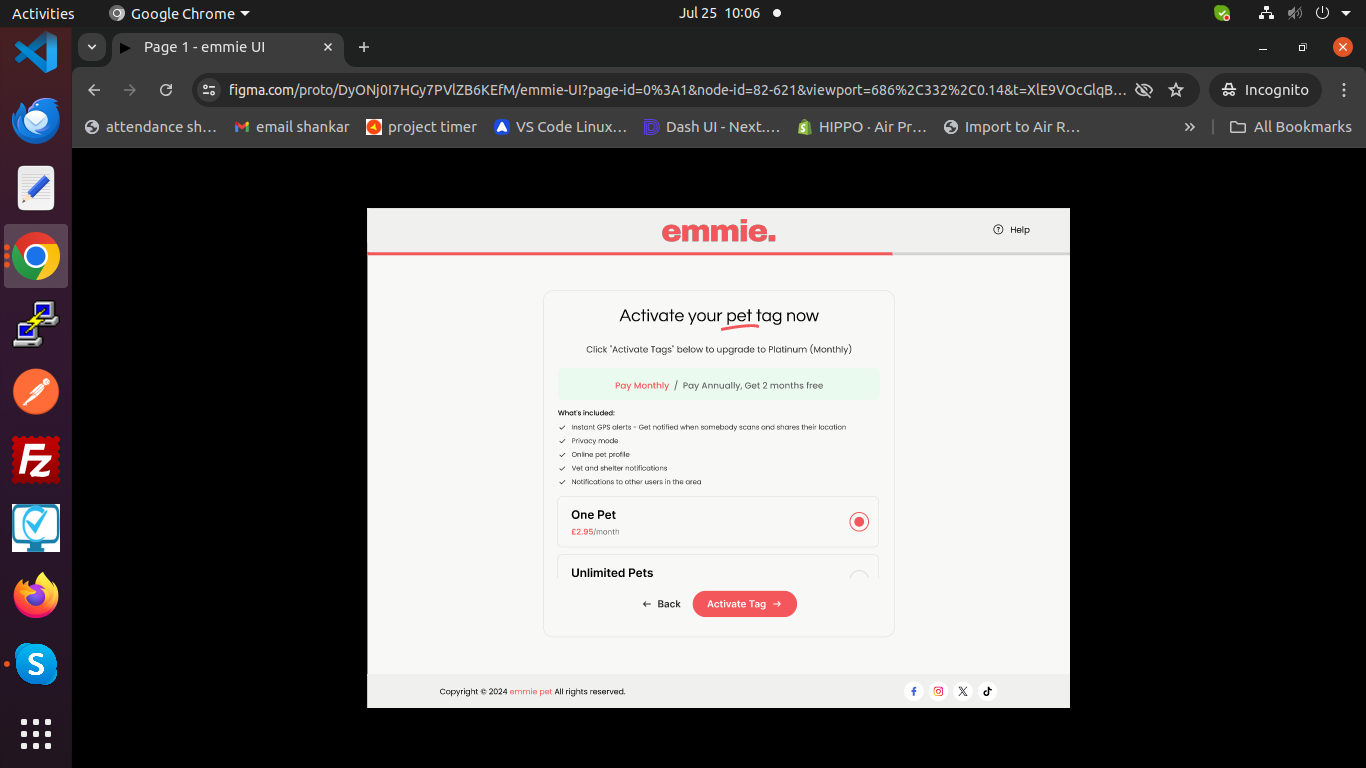 Activities
Google Chrome
Jul 25 10:06
Page 1 - emmie UI
figma.com/proto/DyONj0I7HGy7PVlZB6KEfM/emmie-UI?page-id=0%3A1&node-id=82-621&viewport=686%2C332%2C0.14&t=XlE9VOcGlqB...
Incognito
attendance sh...
email shankar
project timer
VS Code Linux...
Dash UI - Next....
HIPPO · Air Pr...
Import to Air R...
»
All Bookmarks
emmie.
Help
Activate your pet tag now
Click "Activate Tags" below to upgrade to Platinum (Monthly)
Pay Monthly / Pay Annually, Get 2 months free
What's included:
Instant GPS alerts - Get notified when somebody scans and shares their location
Privacy mode
Online pet profile
Vet and shelter notifications
Notifications to other users in the area
One Pet
£2.95/month
Unlimited Pets
← Back
Activate Tag →
Copyright © 2024 emmie pet All rights reserved.